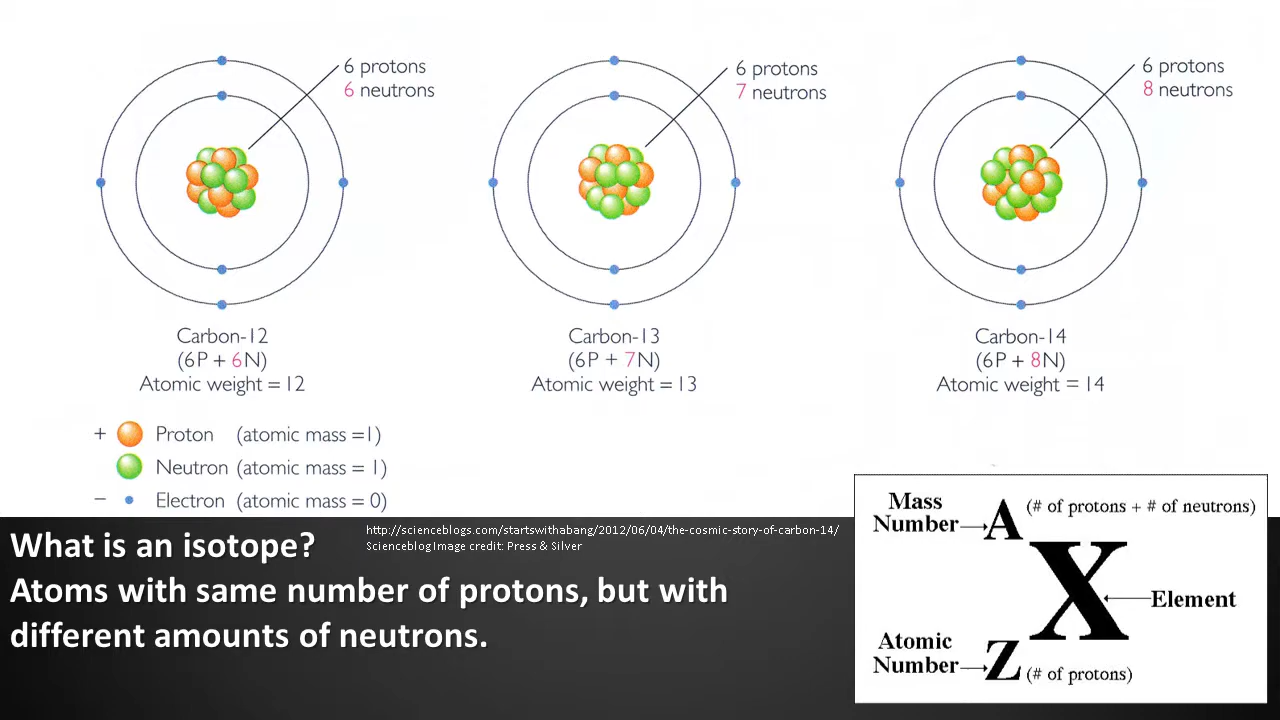 6 protons
6 neutrons
6 protons
7 neutrons
6 protons
8 neutrons
Carbon-12
(6P + 6N)
Atomic weight = 12
Carbon-13
(6P + 7N)
Atomic weight = 13
Carbon-14
(6P + 8N)
Atomic weight = 14
+ Proton (atomic mass =1)
Neutron (atomic mass = 1)
− Electron (atomic mass = 0)
What is an isotope?
Atoms with same number of protons, but with
different amounts of neutrons.
http://scienceblogs.com/startswithabang/2012/06/04/the-cosmic-story-of-carbon-14/
Scienceblog Image credit: Press & Silver
Mass
Number
A (# of protons + # of neutrons)
X
Element
Atomic
Number
Z (# of protons)